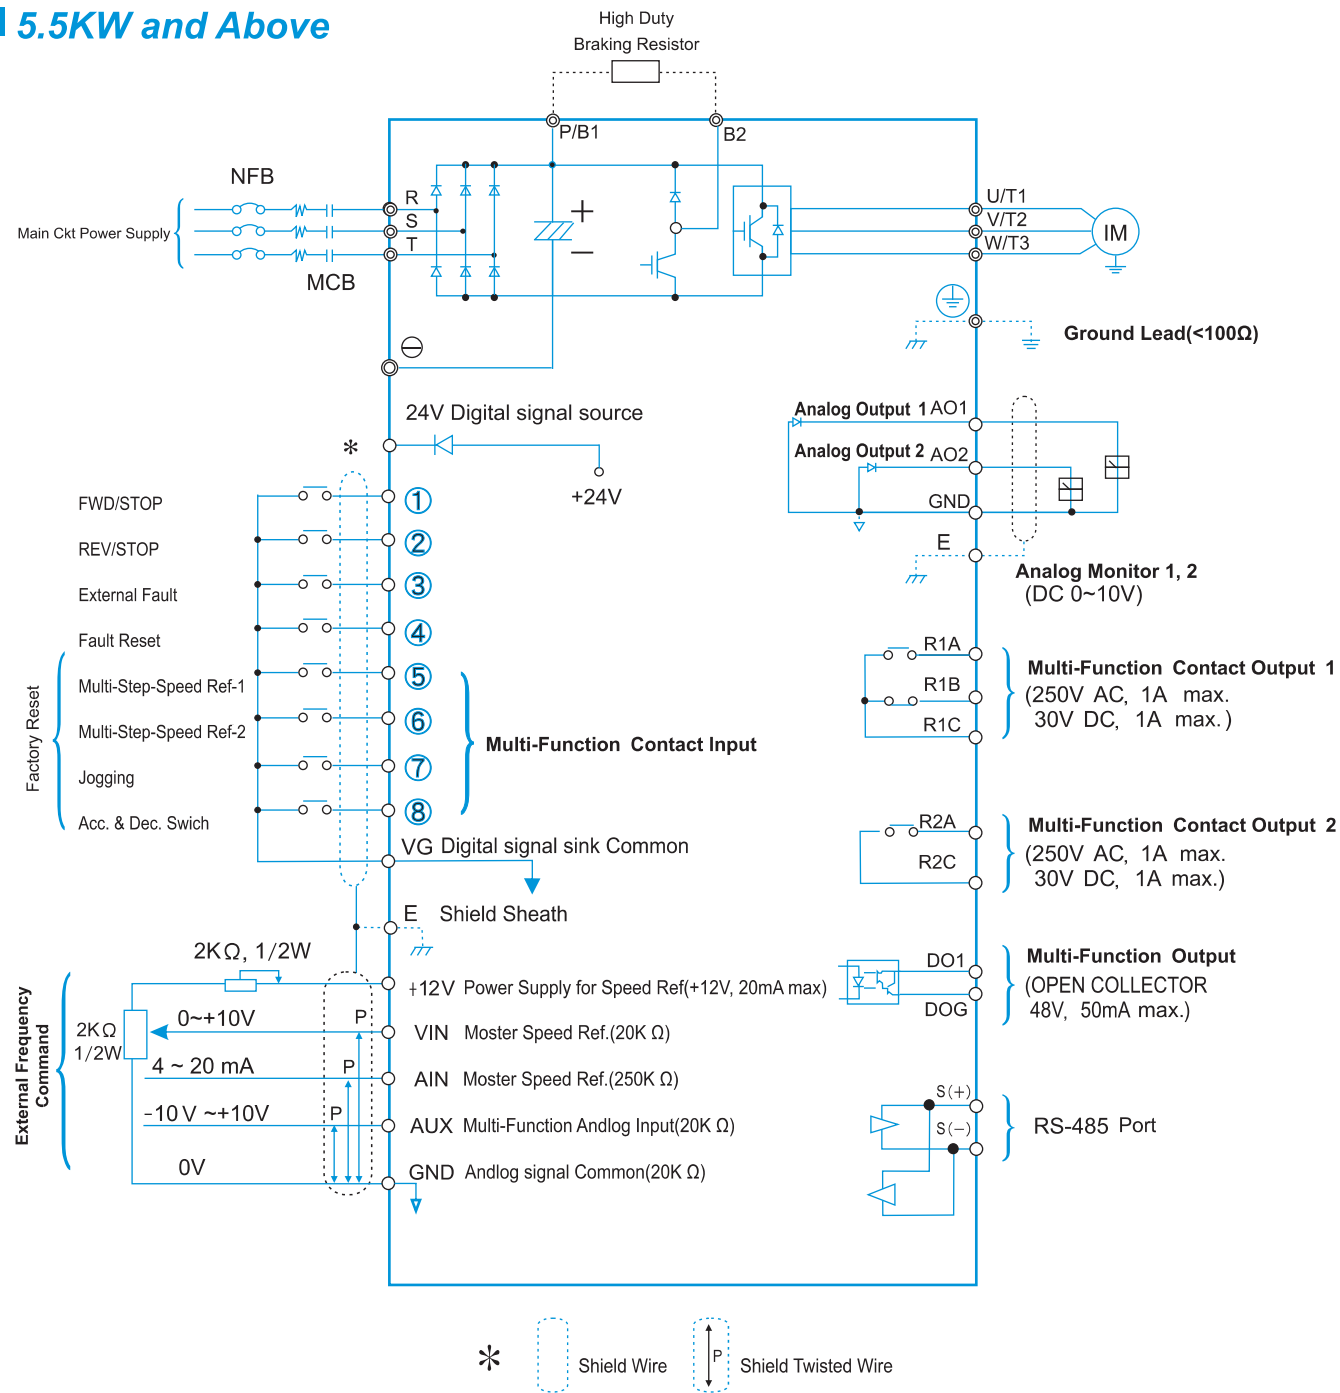 5.5KW and Above
High Duty
Braking Resistor
P/B1
B2
NFB
R
S
T
Main Ckt Power Supply
MCB
+
−
U/T1
V/T2
W/T3
IM
Ground Lead(<100Ω)
24V Digital signal source
+24V
*
Analog Output 1 AO1
Analog Output 2 AO2
GND
E
Analog Monitor 1, 2
(DC 0~10V)
FWD/STOP
1
REV/STOP
2
External Fault
3
Fault Reset
4
Factory Reset
Multi-Step-Speed Ref-1
5
Multi-Step-Speed Ref-2
6
Jogging
7
Acc. & Dec. Swich
8
Multi-Function Contact Input
VG Digital signal sink Common
E Shield Sheath
R1A
R1B
R1C
Multi-Function Contact Output 1
(250V AC, 1A max.
30V DC, 1A max.)
R2A
R2C
Multi-Function Contact Output 2
(250V AC, 1A max.
30V DC, 1A max.)
DO1
DOG
Multi-Function Output
(OPEN COLLECTOR
48V, 50mA max.)
S(+)
S(−)
RS-485 Port
External Frequency
Command
2KΩ, 1/2W
2KΩ
1/2W
+12V Power Supply for Speed Ref(+12V, 20mA max)
0~+10V
P
VIN Moster Speed Ref.(20K Ω)
4 ~ 20 mA
P
AIN Moster Speed Ref.(250K Ω)
-10V ~+10V
P
AUX Multi-Function Andlog Input(20K Ω)
0V
GND Andlog signal Common(20K Ω)
*
Shield Wire
P
Shield Twisted Wire